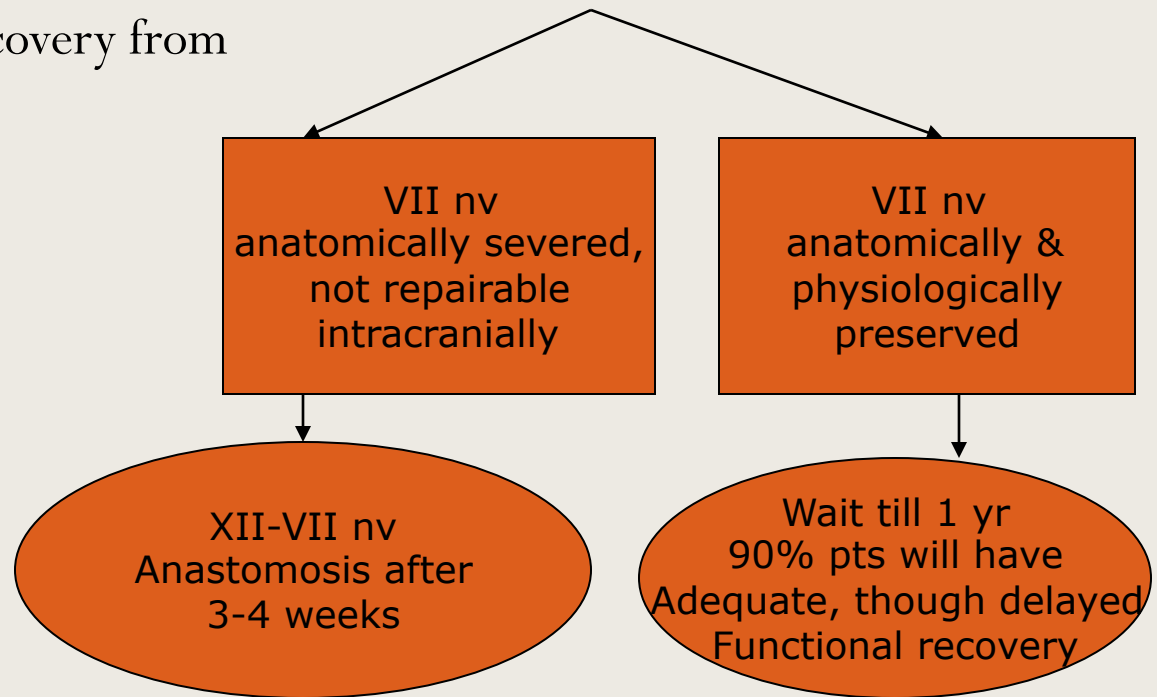 covery from
VII nv
anatomically severed,
not repairable
intracranially
VII nv
anatomically &
physiologically
preserved
XII-VII nv
Anastomosis after
3-4 weeks
Wait till 1 yr
90% pts will have
Adequate, though delayed
Functional recovery